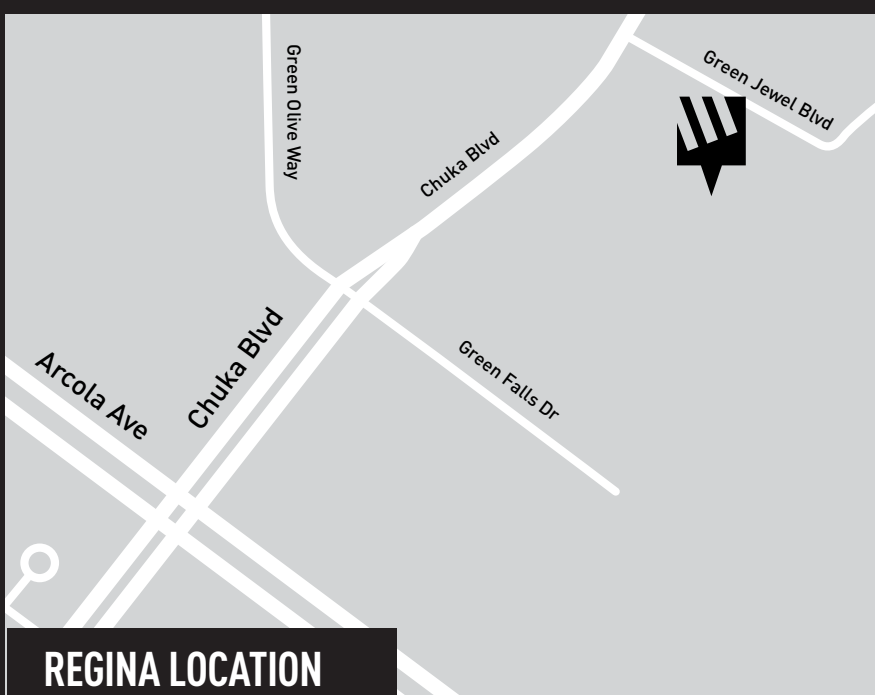 Green Olive Way
Green Jewel Blvd
Chuka Blvd
Chuka Blvd
Arcola Ave
Green Falls Dr
REGINA LOCATION